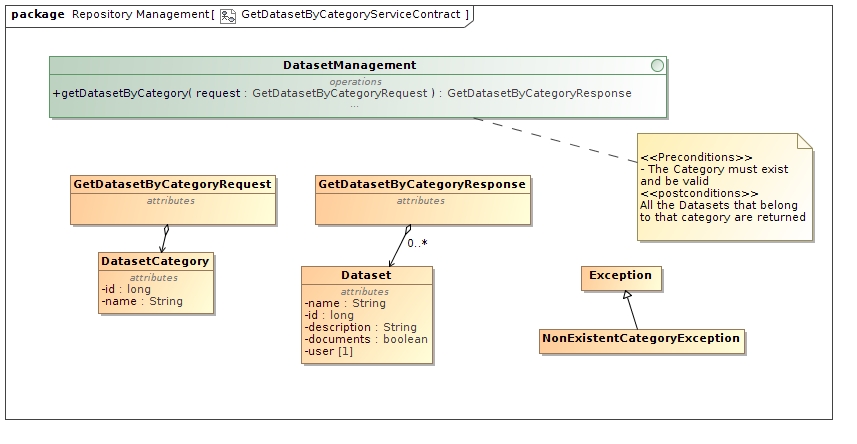 package Repository Management[ GetDatasetByCategoryServiceContract ]
DatasetManagement
operations
+getDatasetByCategory( request : GetDatasetByCategoryRequest ) : GetDatasetByCategoryResponse
...
<<Preconditions>>
- The Category must exist
and be valid
<<postconditions>>
All the Datasets that belong
to that category are returned
GetDatasetByCategoryRequest
attributes
GetDatasetByCategoryResponse
attributes
0..*
DatasetCategory
attributes
-id : long
-name : String
Dataset
attributes
-name : String
-id : long
-description : String
-documents : boolean
-user [1]
Exception
NonExistentCategoryException